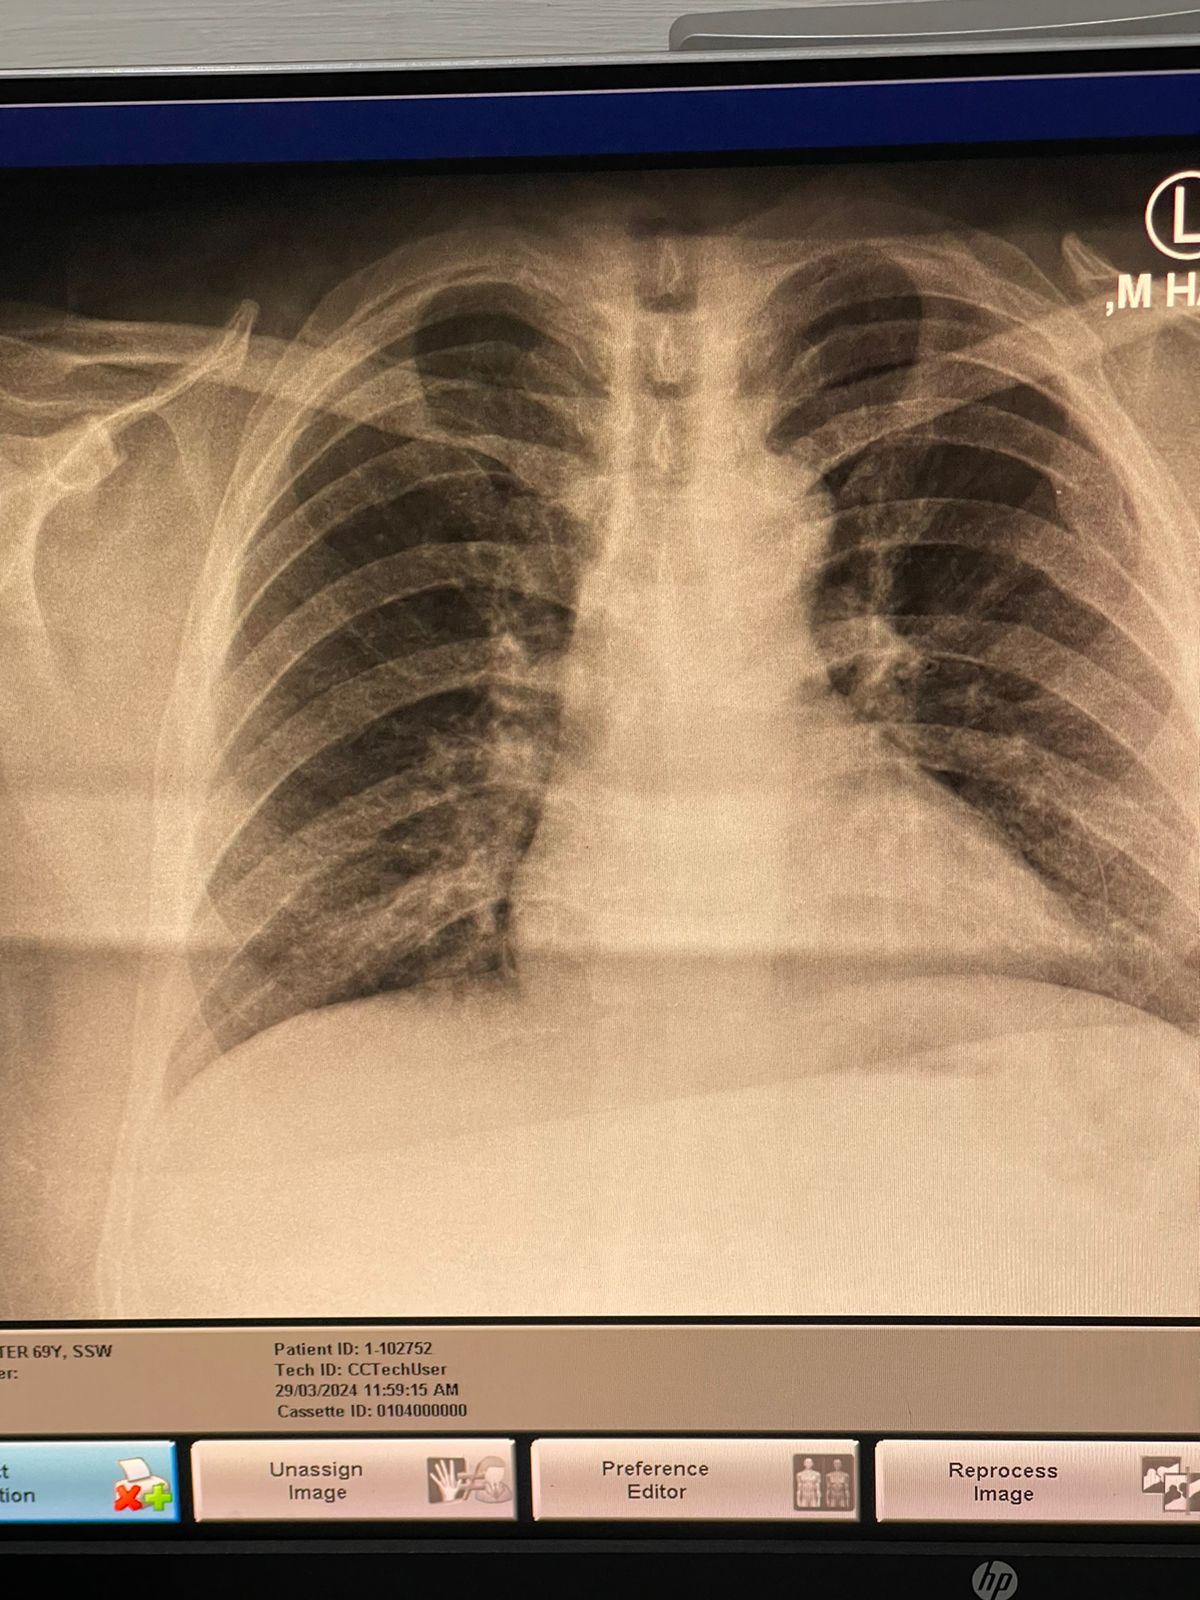 L
,M H
TER 69Y, SSW
er:
Patient ID: 1-102752
Tech ID: CCTechUser
29/03/2024 11:59:15 AM
Cassette ID: 0104000000
ct
tion
Unassign
Image
Preference
Editor
Reprocess
Image
hp